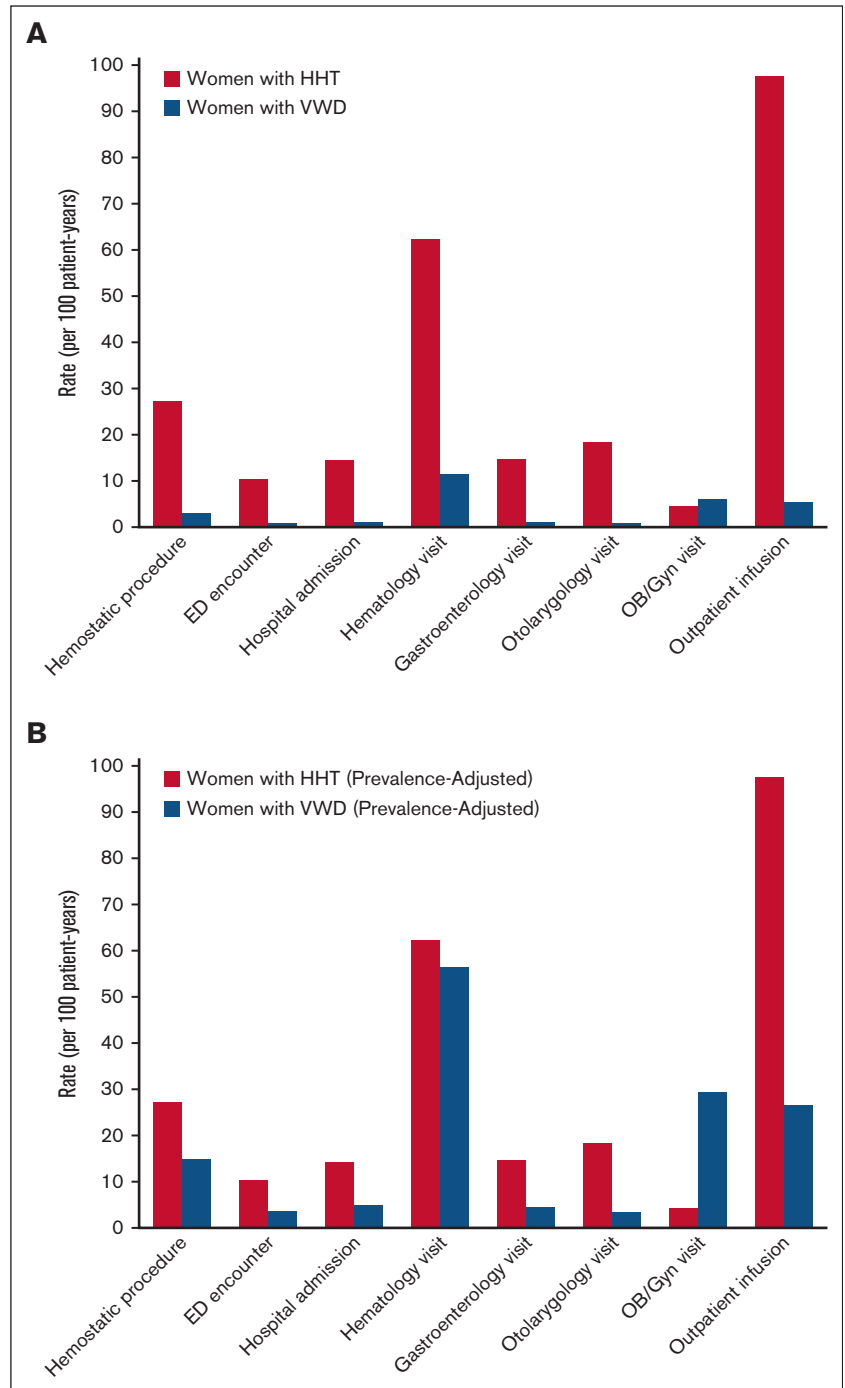 A
Women with HHT
Women with VWD
Rate (per 100 patient-years)
100
90
80
70
60
50
40
30
20
10
0
Hemostatic procedure
ED encounter
Hospital admission
Hematology visit
Gastroenterology visit
Otolarygology visit
OB/Gyn visit
Outpatient infusion
B
Women with HHT (Prevalence-Adjusted)
Women with VWD (Prevalence-Adjusted)
Rate (per 100 patient-years)
100
90
80
70
60
50
40
30
20
10
0
Hemostatic procedure
ED encounter
Hospital admission
Hematology visit
Gastroenterology visit
Otolarygology visit
OB/Gyn visit
Outpatient infusion